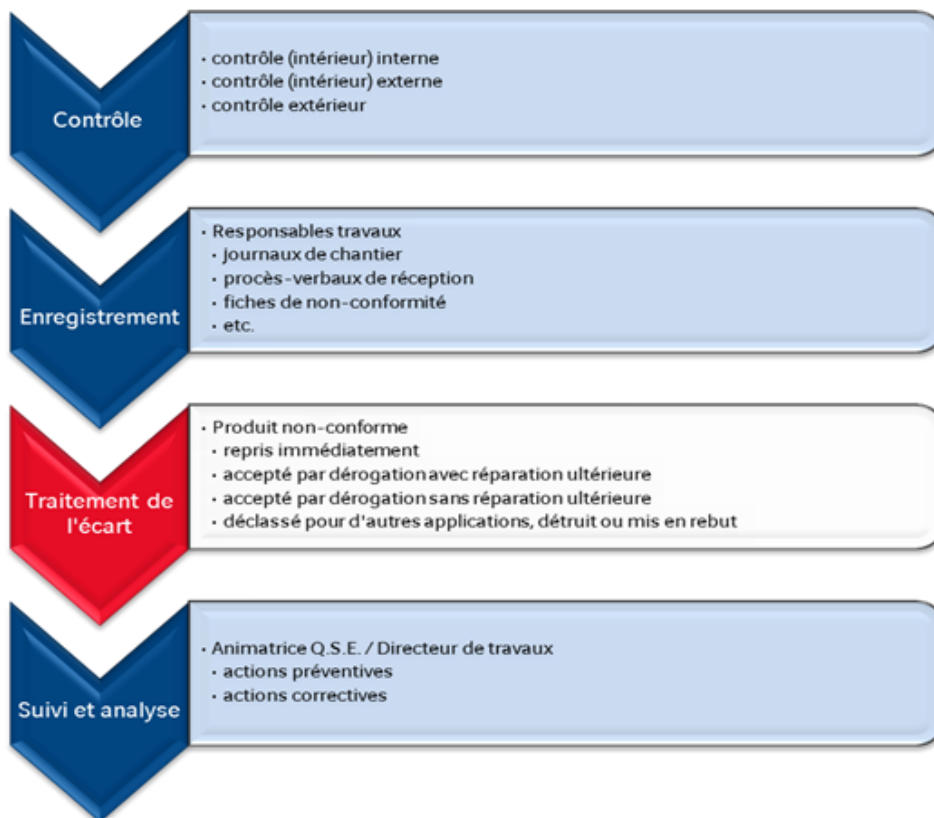 Contrôle
· contrôle (intérieur) interne
· contrôle (intérieur) externe
· contrôle extérieur
Enregistrement
· Responsables travaux
· journaux de chantier
· procès-verbaux de réception
· fiches de non-conformité
· etc.
Traitement de
l'écart
· Produit non-conforme
· repris immédiatement
· accepté par dérogation avec réparation ultérieure
· accepté par dérogation sans réparation ultérieure
· déclassé pour d'autres applications, détruit ou mis en rebut
Suivi et analyse
· Animatrice Q.S.E. / Directeur de travaux
· actions préventives
· actions correctives